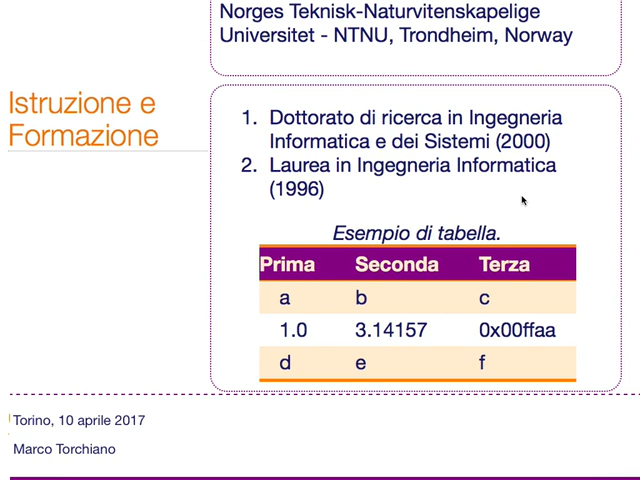 Norges Teknisk-Naturvitenskapelige
Universitet - NTNU, Trondheim, Norway
Istruzione e
Formazione
1. Dottorato di ricerca in Ingegneria
Informatica e dei Sistemi (2000)
2. Laurea in Ingegneria Informatica
(1996)
Esempio di tabella.
Prima Seconda Terza
a b c
1.0 3.14157 0x00ffaa
d e f
Torino, 10 aprile 2017
Marco Torchiano